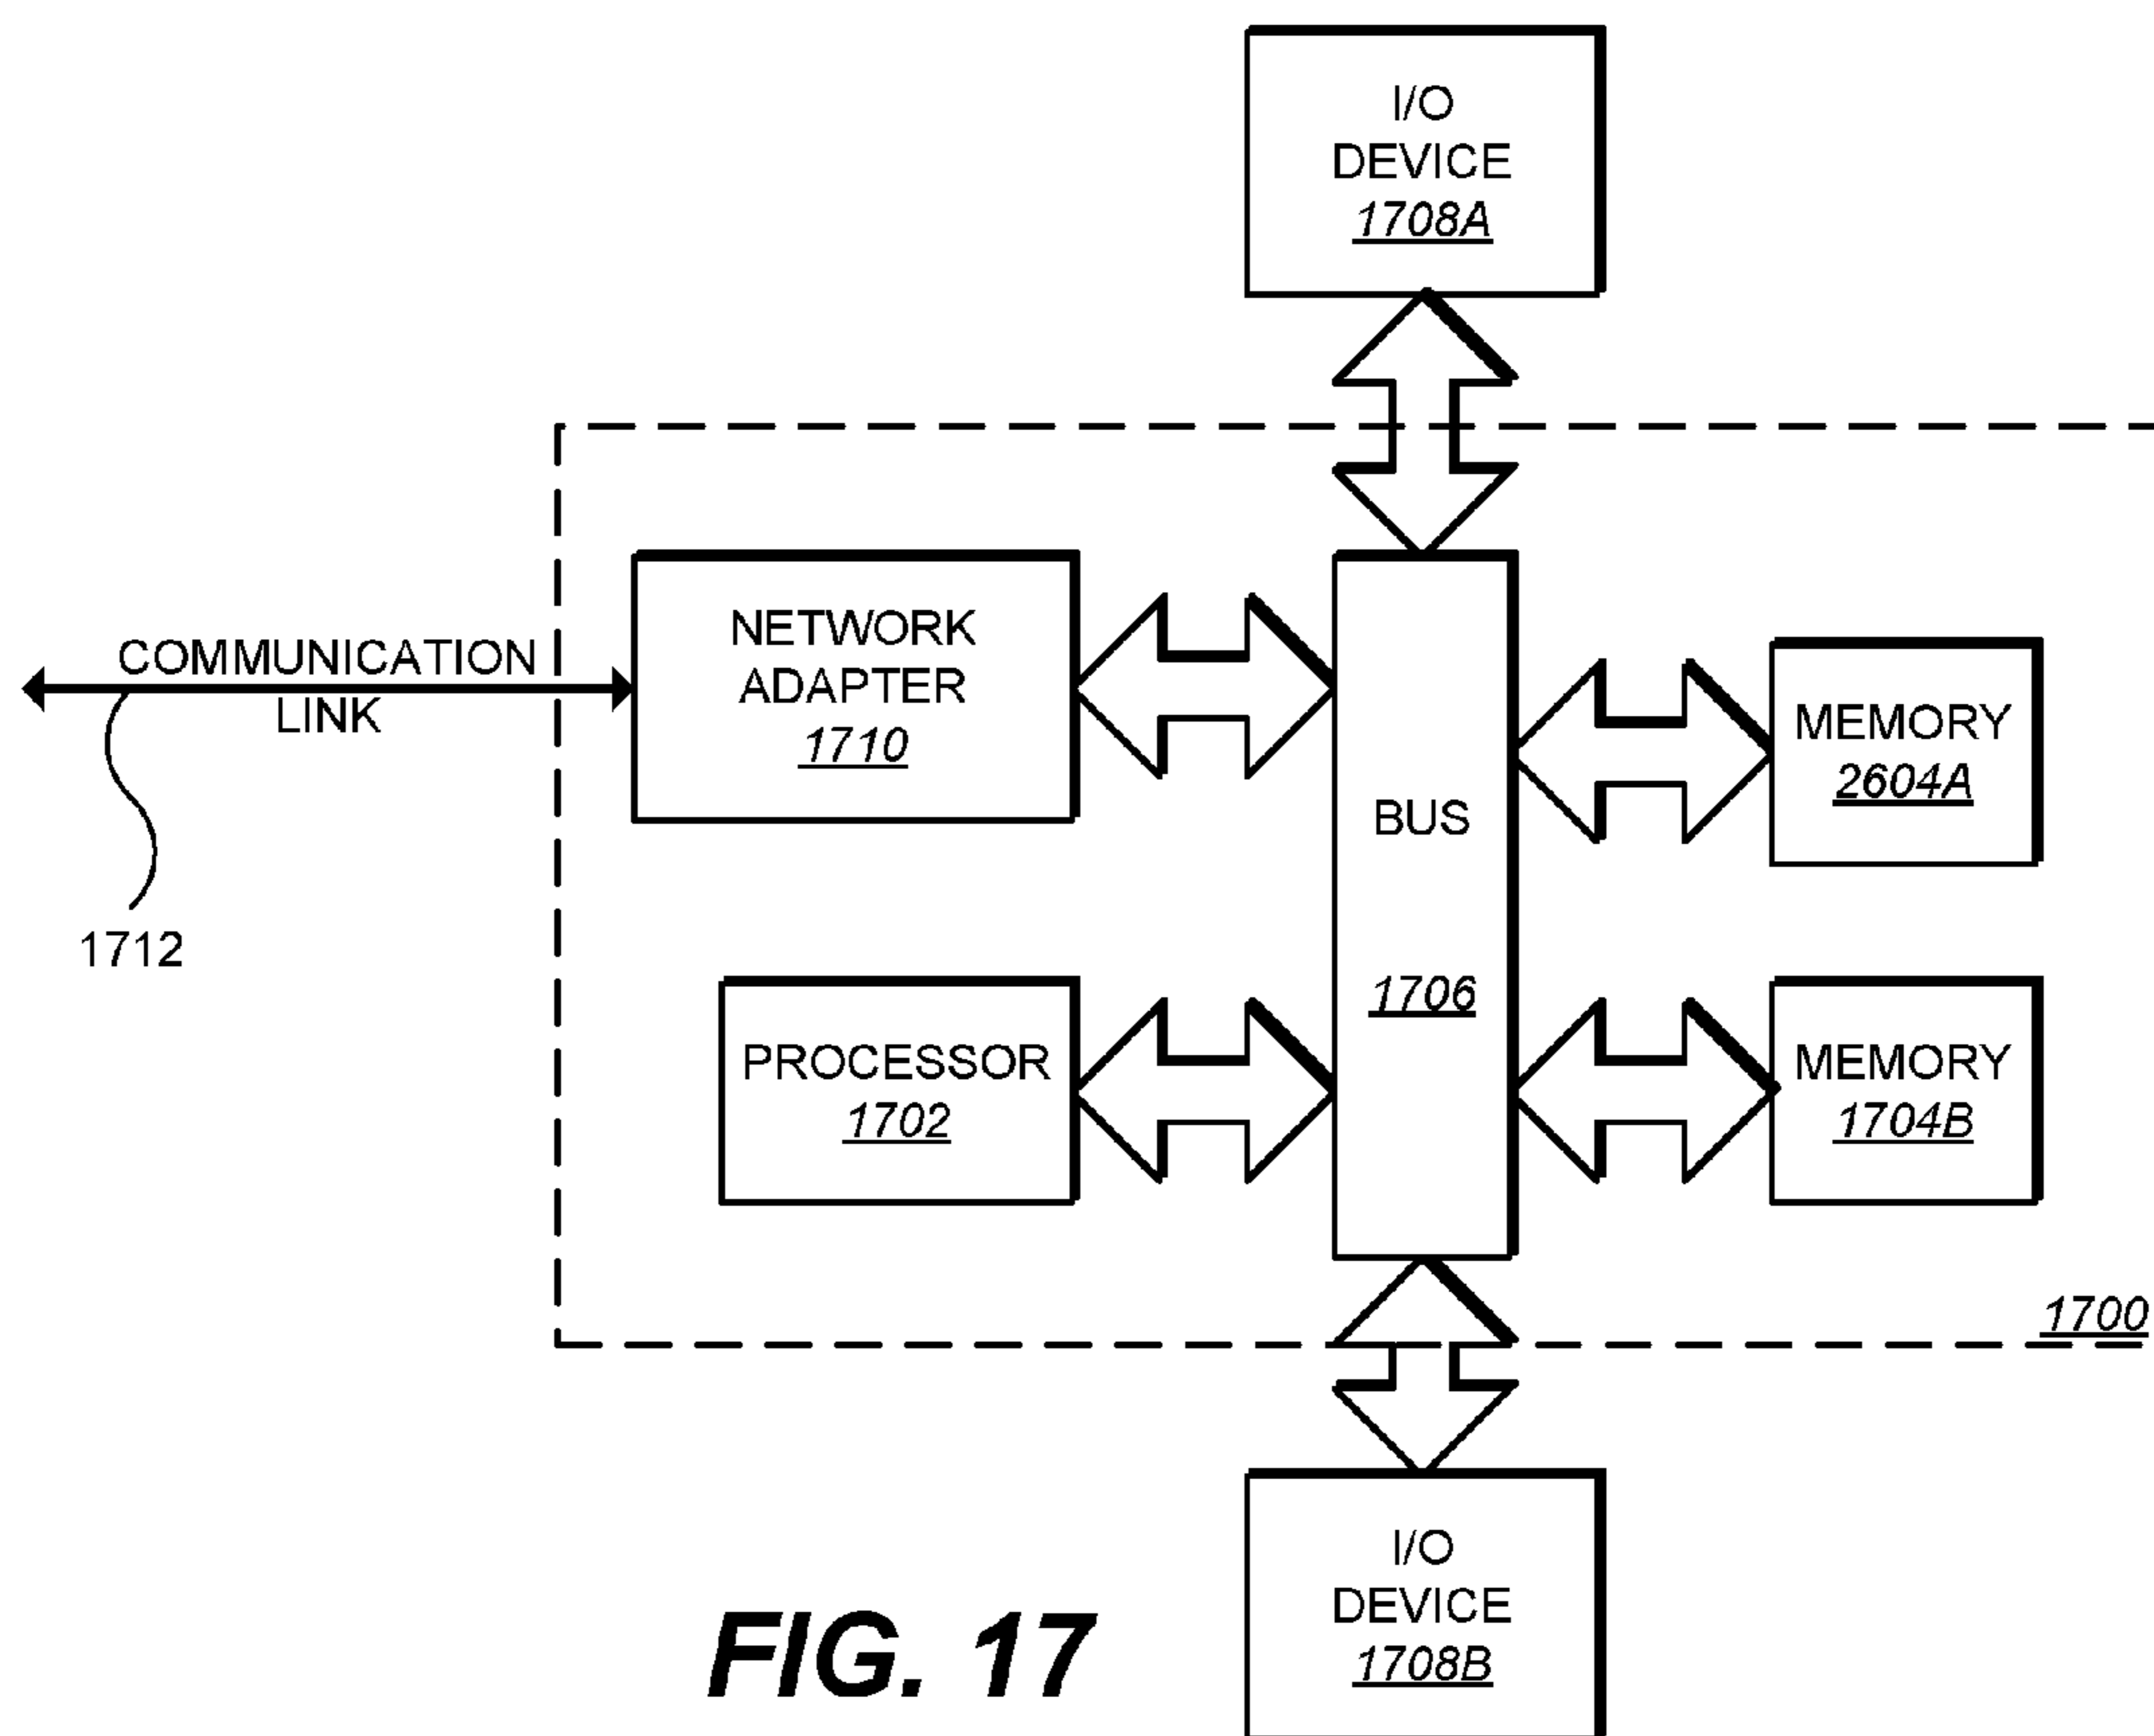 I/O
DEVICE
1708A
COMMUNICATION
LINK
1712
NETWORK
ADAPTER
1710
BUS
1706
MEMORY
2604A
PROCESSOR
1702
MEMORY
1704B
1700
I/O
DEVICE
1708B
FIG. 17